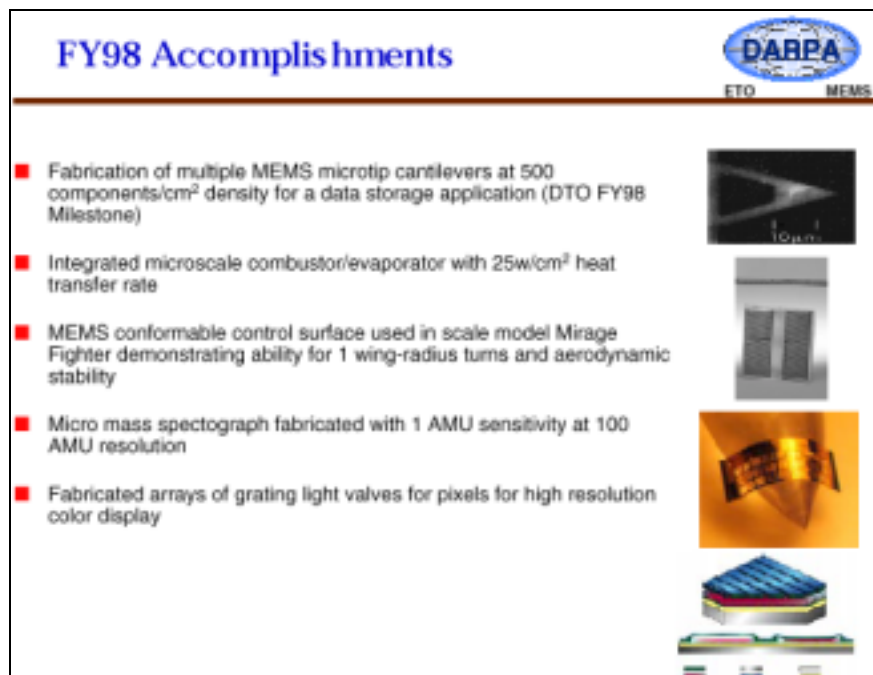 FY98 Accomplishments
DARPA
ETO MEMS
Fabrication of multiple MEMS microtip cantilevers at 500
components/cm² density for a data storage application (DTO FY98
Milestone)
10μm
Integrated microscale combustor/evaporator with 25w/cm² heat
transfer rate
MEMS conformable control surface used in scale model Mirage
Fighter demonstrating ability for 1 wing-radius turns and aerodynamic
stability
Micro mass spectograph fabricated with 1 AMU sensitivity at 100
AMU resolution
Fabricated arrays of grating light valves for pixels for high resolution
color display